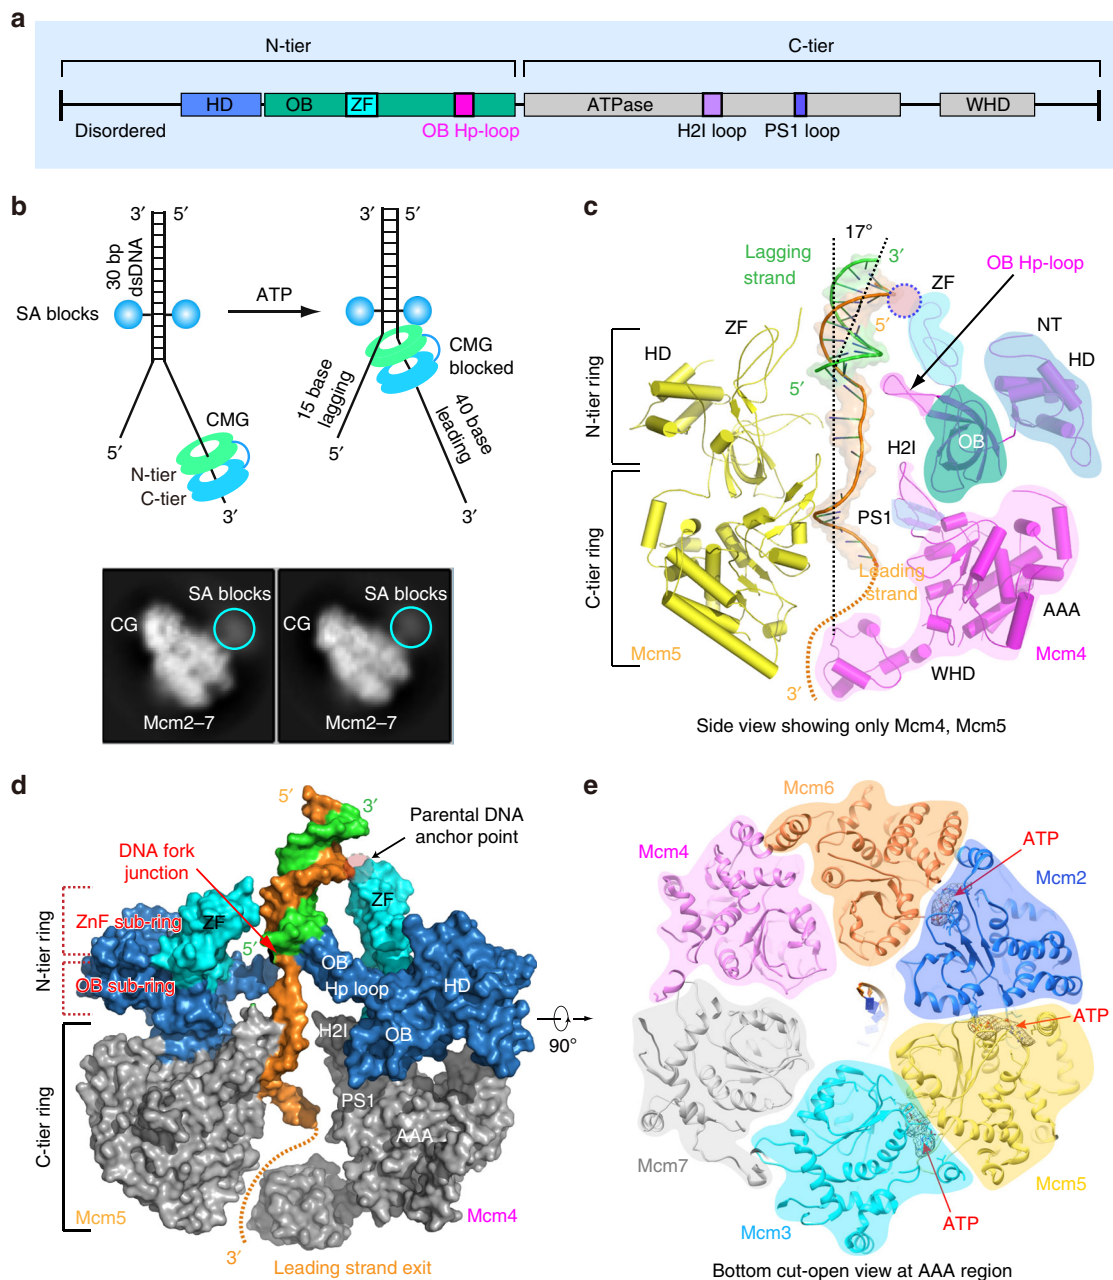 a
N-tier
C-tier
HD
OB
ZF
ATPase
WHD
Disordered
OB Hp-loop
H2I loop
PS1 loop
b
3′ 5′
3′ 5′
30 bp
dsDNA
SA blocks
ATP
CMG
blocked
15 base
lagging
40 base
leading
5′
CMG
N-tier
C-tier
3′
5′
3′
SA blocks
CG
Mcm2–7
SA blocks
CG
Mcm2–7
c
17°
Lagging
strand
3′
OB Hp-loop
ZF
5′
NT
ZF
HD
HD
5′
N-tier ring
OB
H2I
PS1
C-tier ring
Leading
strand
AAA
Mcm5
WHD
Mcm4
3′
Side view showing only Mcm4, Mcm5
d
5′
3′
Parental DNA
anchor point
DNA fork
junction
ZF
ZF
ZnF sub-ring
5′
N-tier ring
OB
Hp loop
HD
OB sub-ring
H2I
OB
90°
PS1
C-tier ring
AAA
Mcm5
Mcm4
3′
Leading strand exit
e
Mcm6
ATP
Mcm4
Mcm2
ATP
Mcm7
Mcm5
Mcm3
ATP
Bottom cut-open view at AAA region